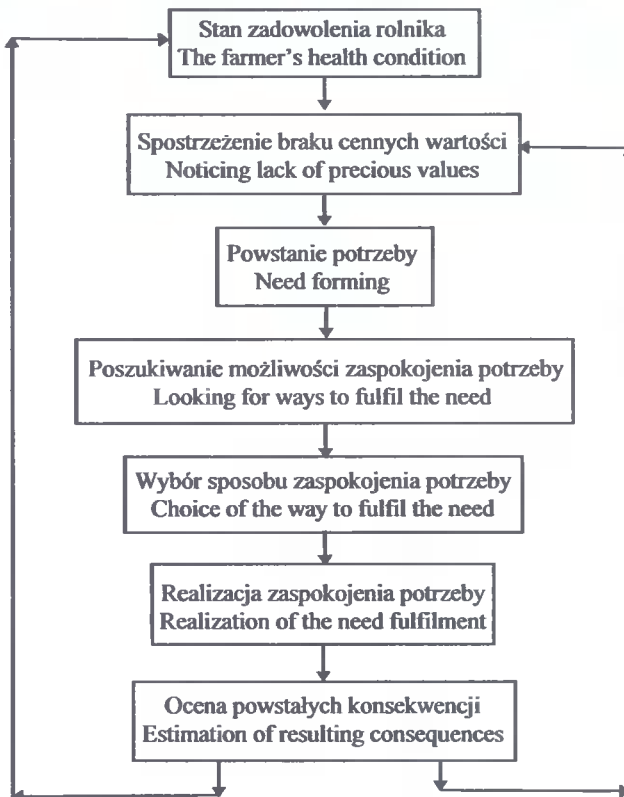 Stan zadowolenia rolnika
The farmer's health condition
Spostrzeżenie braku cennych wartości
Noticing lack of precious values
Powstanie potrzeby
Need forming
Poszukiwanie możliwości zaspokojenia potrzeby
Looking for ways to fulfil the need
Wybór sposobu zaspokojenia potrzeby
Choice of the way to fulfil the need
Realizacja zaspokojenia potrzeby
Realization of the need fulfilment
Ocena powstałych konsekwencji
Estimation of resulting consequences